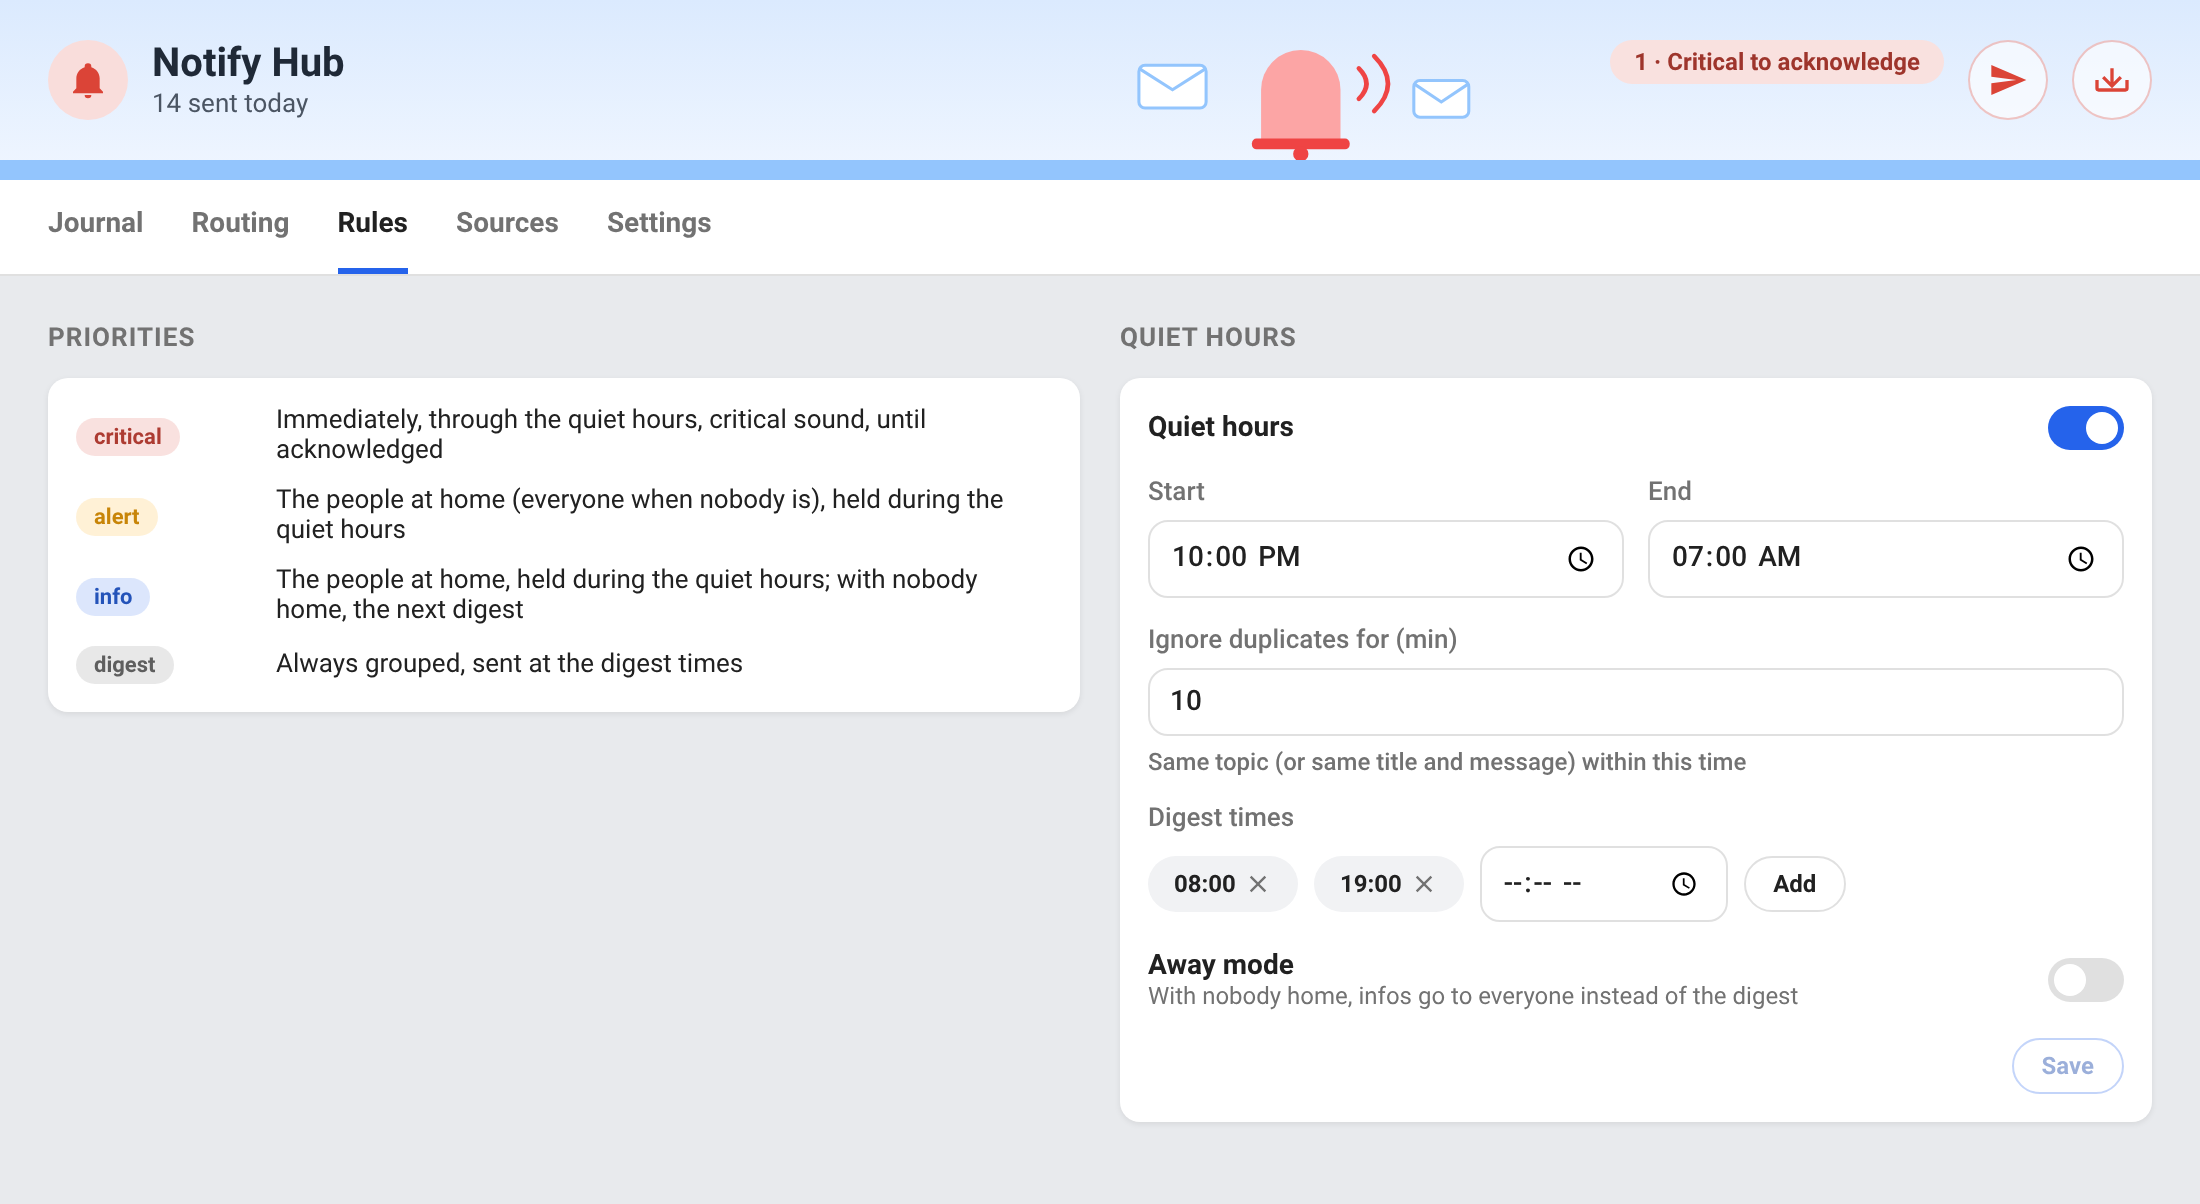 Notify Hub
14 sent today
1 · Critical to acknowledge
Journal
Routing
Rules
Sources
Settings
PRIORITIES
critical
Immediately, through the quiet hours, critical sound, until
acknowledged
alert
The people at home (everyone when nobody is), held during the
quiet hours
info
The people at home, held during the quiet hours; with nobody
home, the next digest
digest
Always grouped, sent at the digest times
QUIET HOURS
Quiet hours
Start
End
10:00 PM
07:00 AM
Ignore duplicates for (min)
10
Same topic (or same title and message) within this time
Digest times
08:00
19:00
--:-- --
Add
Away mode
With nobody home, infos go to everyone instead of the digest
Save